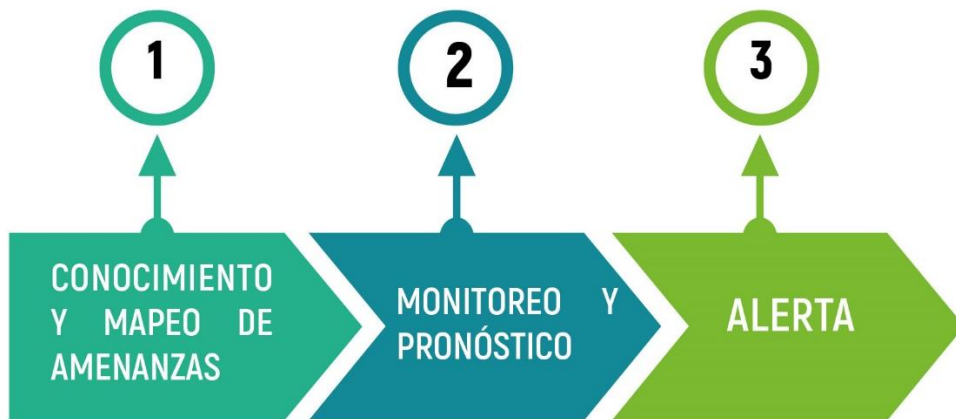 1
2
3
CONOCIMIENTO
Y MAPEO DE
AMENANZAS
MONITOREO Y
PRONÓSTICO
ALERTA